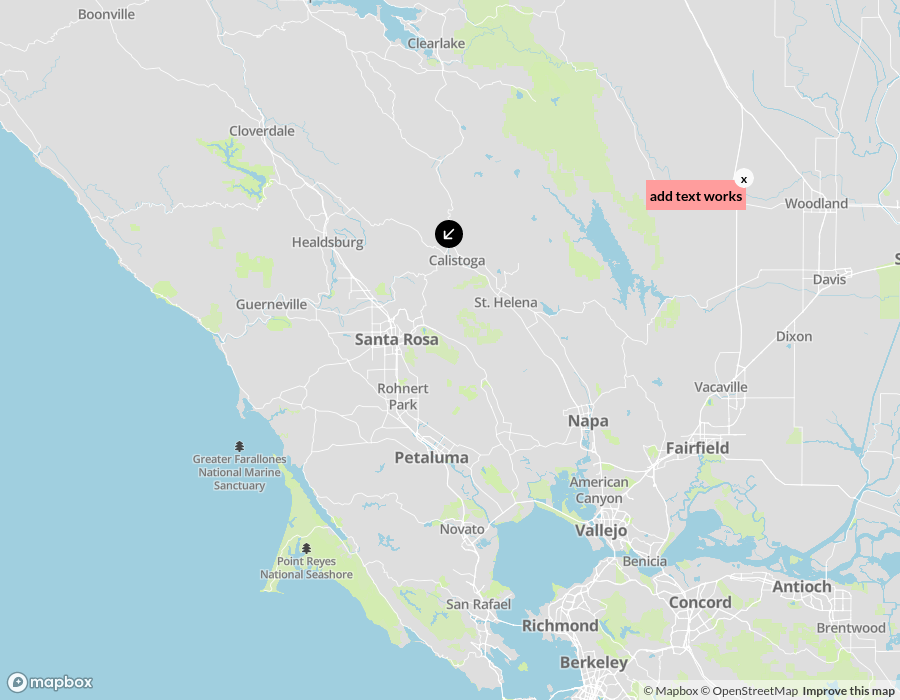 Boonville
Clearlake
Cloverdale
x
add text works
Woodland
Healdsburg
Calistoga
S
Davis
St. Helena
Guerneville
Santa Rosa
Dixon
Rohnert
Park
Vacaville
Napa
Fairfield
Petaluma
Greater Farallones
National Marine
Sanctuary
American
Canyon
Novato
Vallejo
Benicia
Point Reyes
National Seashore
Antioch
San Rafael
Concord
Richmond
Brentwood
Berkeley
mapbox
© Mapbox © OpenStreetMap Improve this map